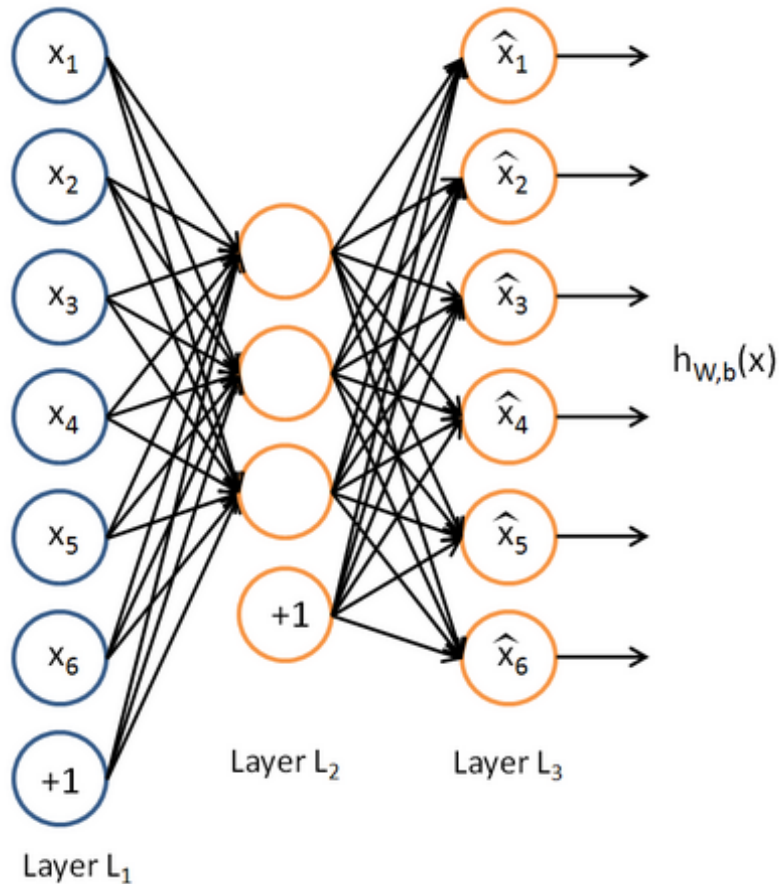 x₁
x₂
x₃
x₄
x₅
x₆
+1
Layer L₁
+1
Layer L₂
x̂₁
x̂₂
x̂₃
x̂₄
x̂₅
x̂₆
Layer L₃
h_W,b(x)